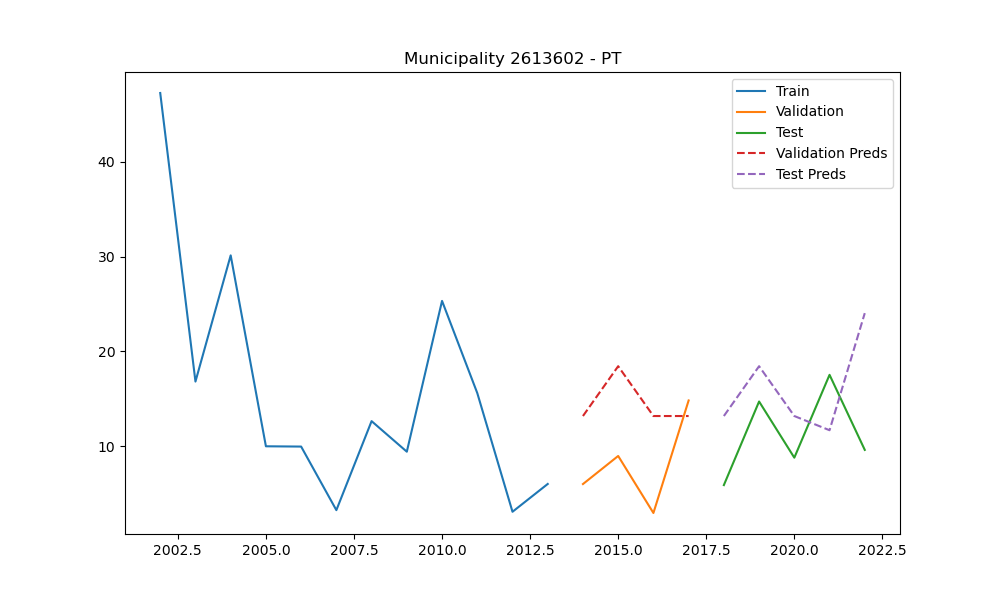 Municipality 2613602 - PT
Train
Validation
Test
Validation Preds
Test Preds
40
30
20
10
2002.5 2005.0 2007.5 2010.0 2012.5 2015.0 2017.5 2020.0 2022.5